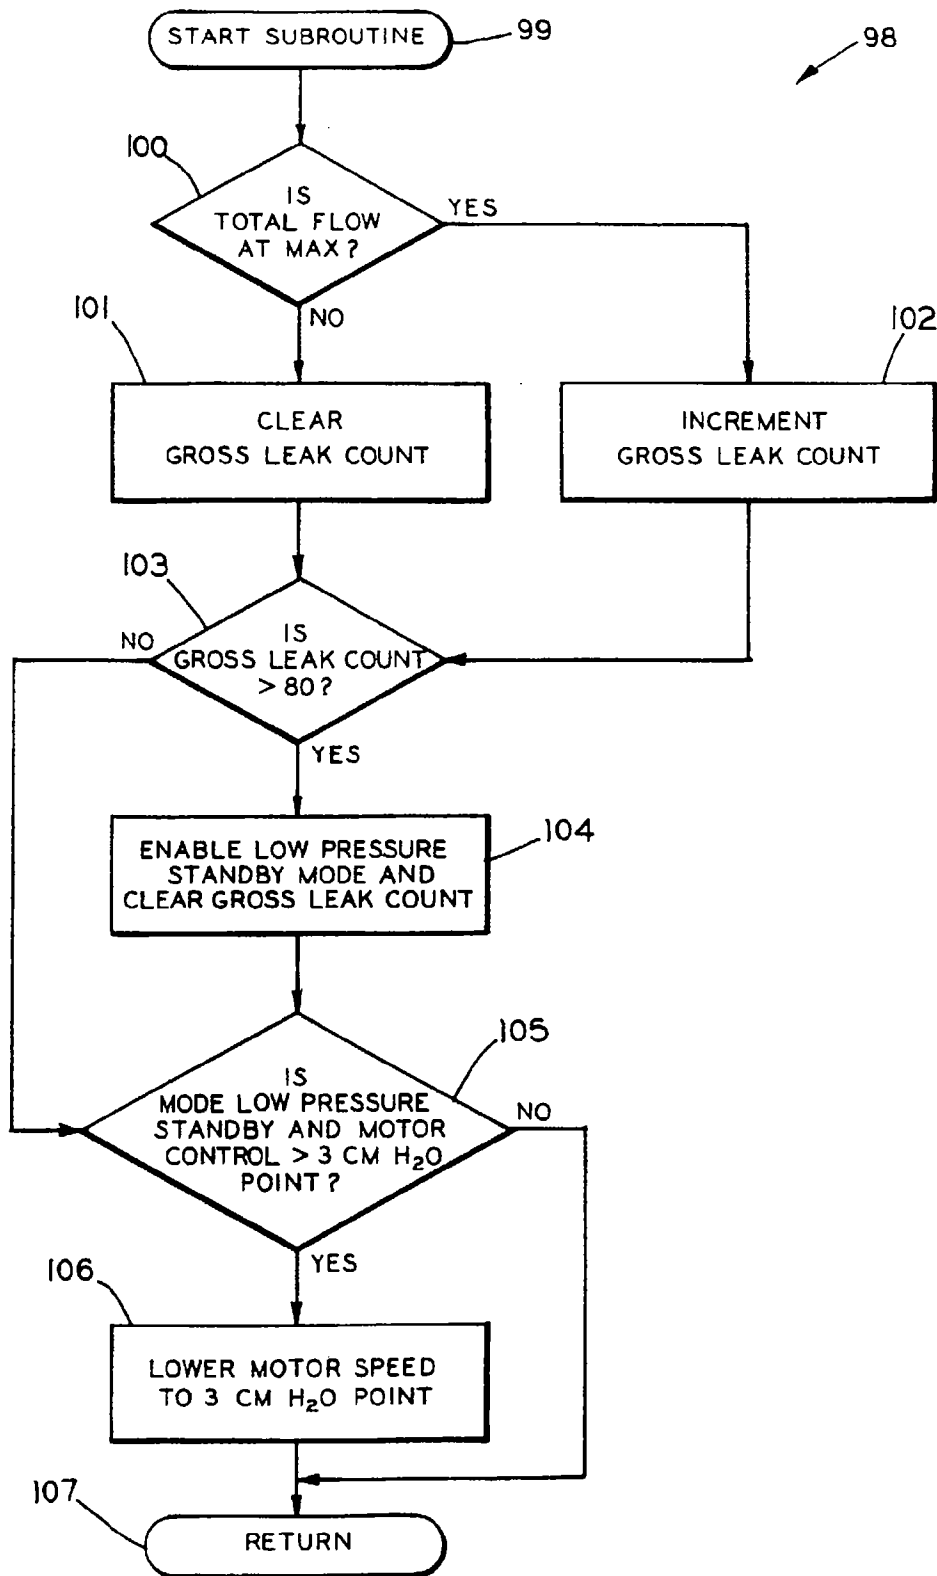 START SUBROUTINE
99
98
100
IS
TOTAL FLOW
AT MAX?
YES
NO
101
102
CLEAR
GROSS LEAK COUNT
INCREMENT
GROSS LEAK COUNT
103
NO
IS
GROSS LEAK COUNT
> 80?
YES
104
ENABLE LOW PRESSURE
STANDBY MODE AND
CLEAR GROSS LEAK COUNT
105
IS
MODE LOW PRESSURE
STANDBY AND MOTOR
CONTROL > 3 CM H₂O
POINT?
NO
YES
106
LOWER MOTOR SPEED
TO 3 CM H₂O POINT
107
RETURN